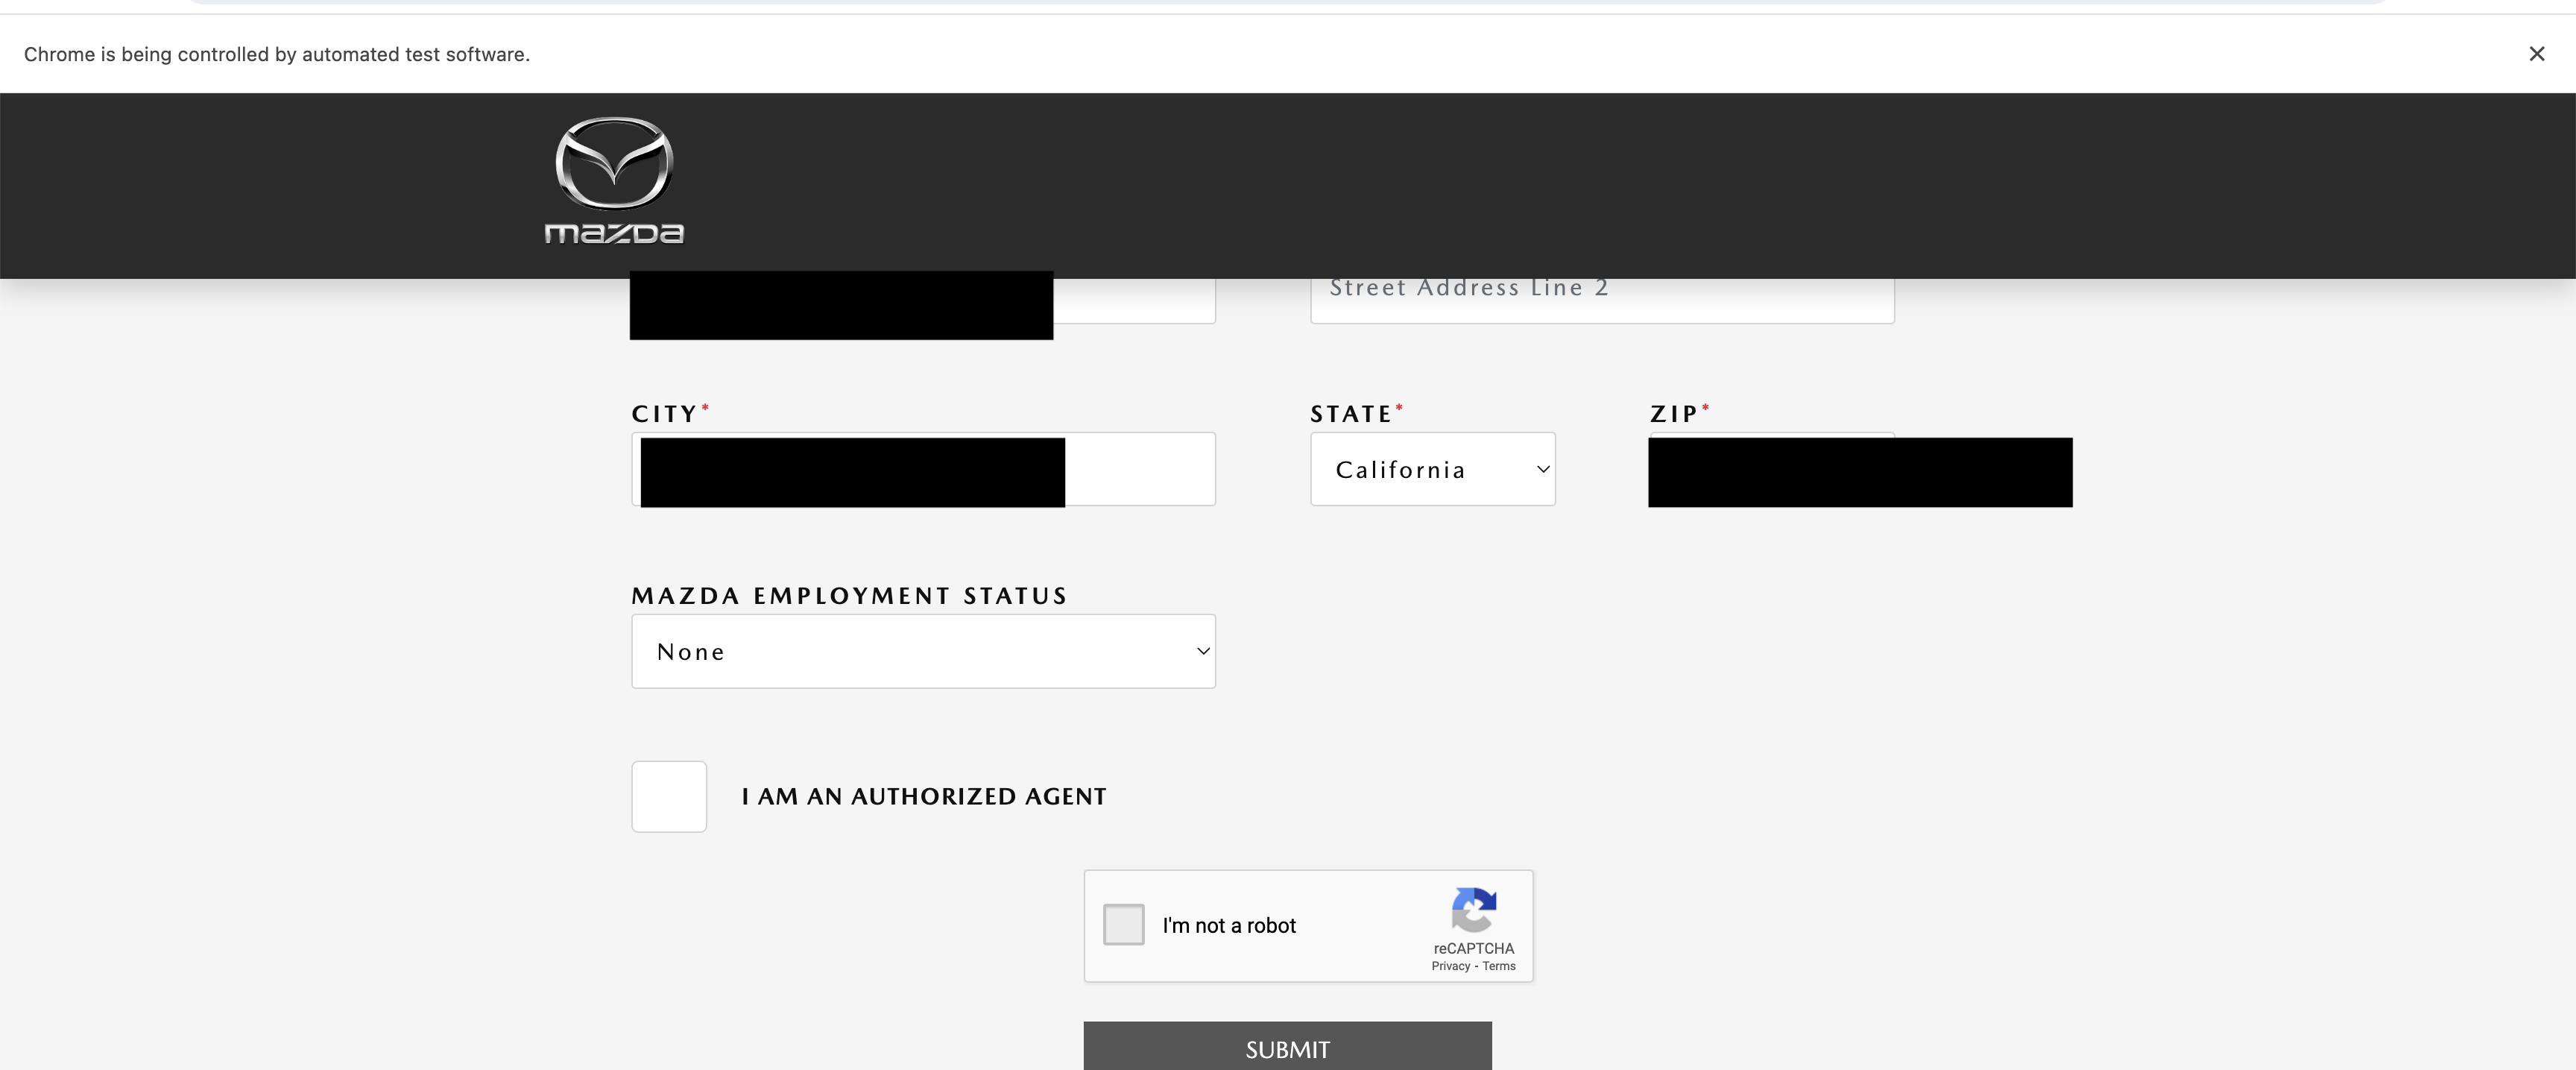 Chrome is being controlled by automated test software.
mazda
Street Address Line 2
CITY*
STATE*
ZIP*
California
MAZDA EMPLOYMENT STATUS
None
I AM AN AUTHORIZED AGENT
I'm not a robot
reCAPTCHA
Privacy - Terms
SUBMIT